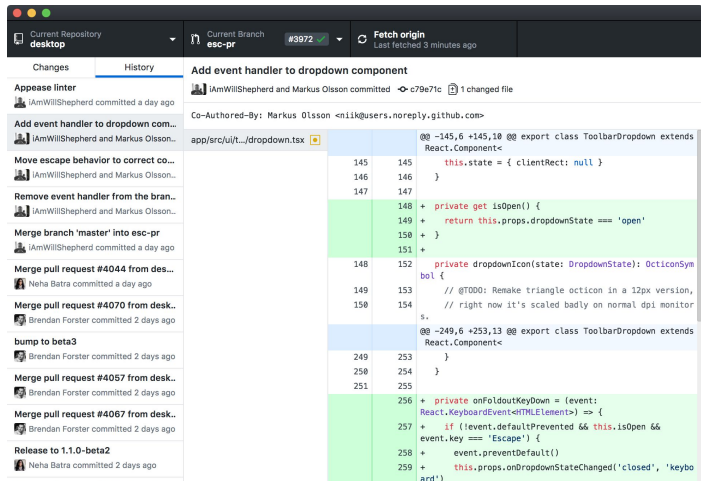 Current Repository
desktop
Current Branch
esc-pr
#3972
Fetch origin
Last fetched 3 minutes ago
Changes
History
Appease linter
iAmWillShepherd committed a day ago
Add event handler to dropdown com...
iAmWillShepherd and Markus Olsson..
Move escape behavior to correct co...
iAmWillShepherd and Markus Olsson..
Remove event handler from the bran..
iAmWillShepherd and Markus Olsson..
Merge branch 'master' into esc-pr
iAmWillShepherd committed a day ago
Merge pull request #4044 from des...
Neha Batra committed a day ago
Merge pull request #4070 from desk..
Brendan Forster committed 2 days ago
bump to beta3
Brendan Forster committed 2 days ago
Merge pull request #4057 from desk..
Brendan Forster committed 2 days ago
Merge pull request #4067 from desk..
Brendan Forster committed 2 days ago
Release to 1.1.0-beta2
Neha Batra committed 2 days ago
Add event handler to dropdown component
iAmWillShepherd and Markus Olsson committed c79e71c 1 changed file
Co-Authored-By: Markus Olsson <niik@users.noreply.github.com>
app/src/ui/t.../dropdown.tsx
@@ -145,6 +145,10 @@ export class ToolbarDropdown extends
React.Component<
145 145 this.state = { clientRect: null }
146 146 }
147 147
148 + private get isOpen() {
149 + return this.props.dropdownState === 'open'
150 + }
151 +
148 152 private dropdownIcon(state: DropdownState): OcticonSym
bol {
149 153 // @TODO: Remake triangle octicon in a 12px version,
150 154 // right now it's scaled badly on normal dpi monitor
s.
@@ -249,6 +253,13 @@ export class ToolbarDropdown extends
React.Component<
249 253 }
250 254 }
251 255
256 + private onFoldoutKeyDown = (event:
React.KeyboardEvent<HTMLElement>) => {
257 + if (!event.defaultPrevented && this.isOpen &&
event.key === 'Escape') {
258 + event.preventDefault()
259 + this.props.onDropdownStateChanged('closed', 'keybo
ard')